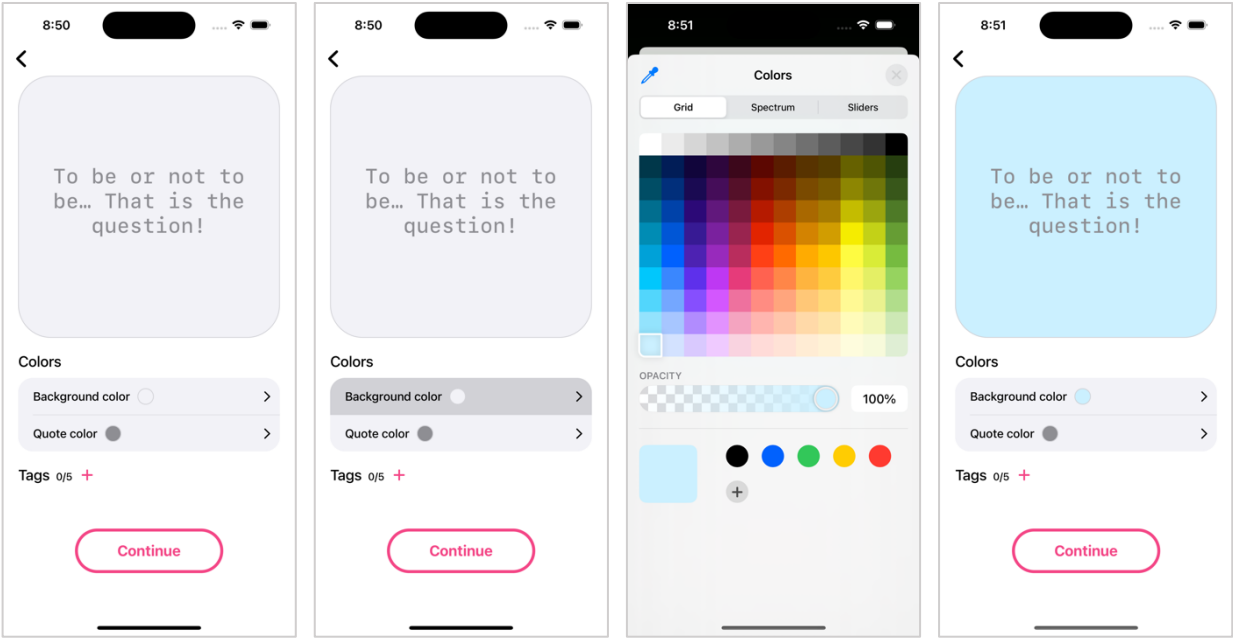 8:50
To be or not to
be… That is the
question!
Colors
Background color
Quote color
Tags 0/5 +
Continue
8:50
To be or not to
be… That is the
question!
Colors
Background color
Quote color
Tags 0/5 +
Continue
8:51
Colors
Grid Spectrum Sliders
OPACITY
100%
8:51
To be or not to
be… That is the
question!
Colors
Background color
Quote color
Tags 0/5 +
Continue